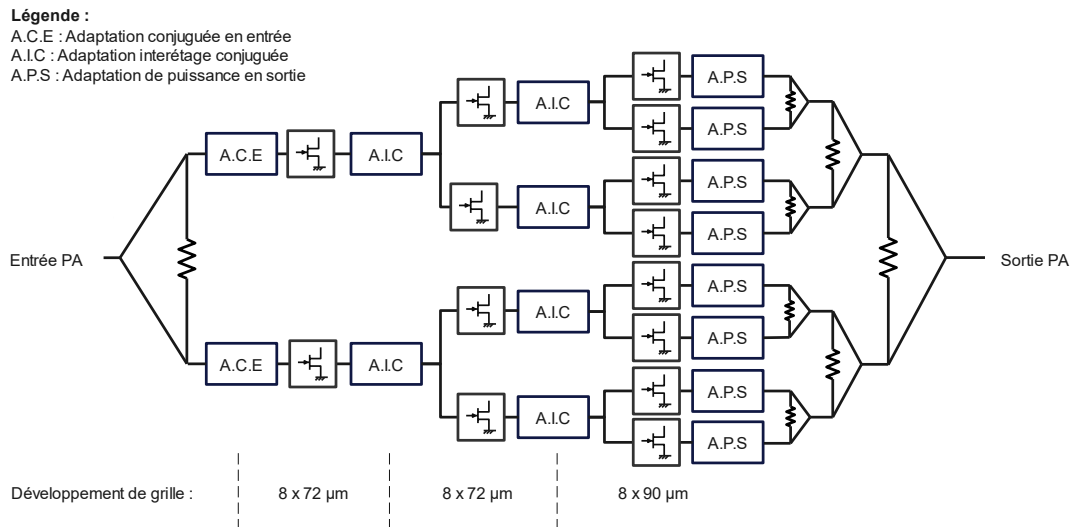 Légende :
A.C.E : Adaptation conjuguée en entrée
A.I.C : Adaptation interétage conjuguée
A.P.S : Adaptation de puissance en sortie
A.P.S
A.I.C
A.P.S
A.C.E
A.I.C
A.P.S
A.I.C
A.P.S
Entrée PA
Sortie PA
A.P.S
A.I.C
A.P.S
A.C.E
A.I.C
A.P.S
A.I.C
A.P.S
Développement de grille : 8 x 72 µm 8 x 72 µm 8 x 90 µm